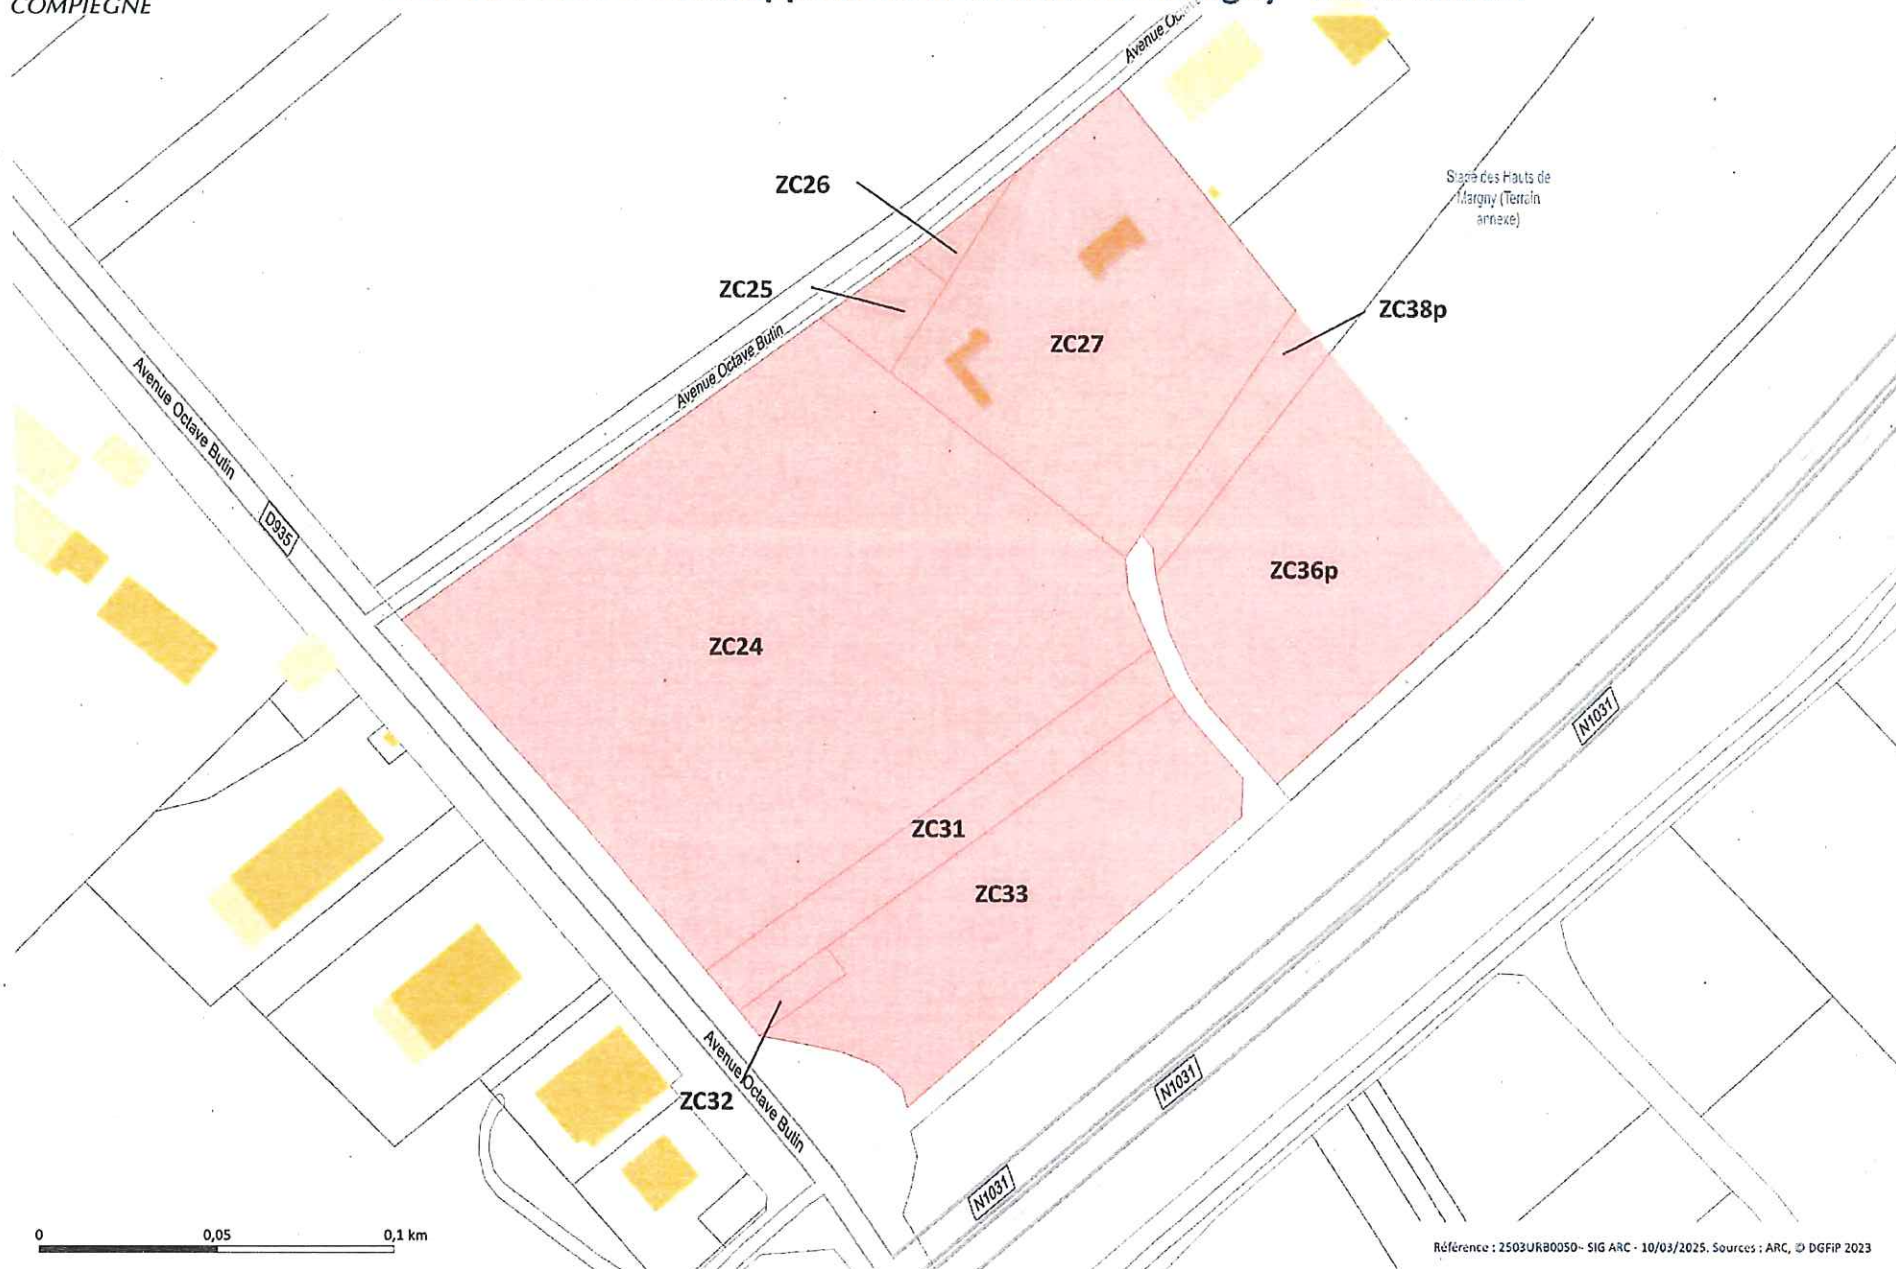 COMPIEGNE
Avenue Oc
Stade des Hauts de
Margny (Terrain
annexe)
ZC26
ZC25
ZC38p
ZC27
Avenue Octave Butin
Avenue Octave Butin
D935
ZC36p
ZC24
N1031
ZC31
ZC33
Avenue Octave Butin
ZC32
N1031
N1031
0 0,05 0,1 km
Référence : 2503URB0050- SIG ARC - 10/03/2025. Sources : ARC, © DGFiP 2023